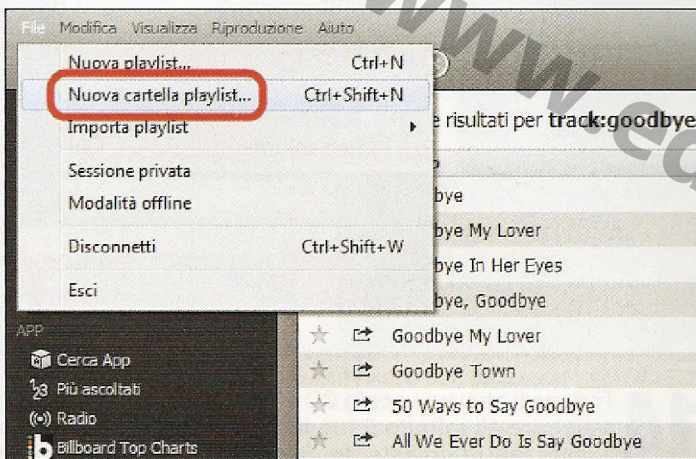 File Modifica Visualizza Riproduzione Aiuto
Nuova playlist... Ctrl+N
Nuova cartella playlist... Ctrl+Shift+N
Importa playlist
Sessione privata
Modalità offline
Disconnetti Ctrl+Shift+W
Esci
e risultati per track:goodbye
bye
bye My Lover
bye In Her Eyes
bye, Goodbye
Goodbye My Lover
Goodbye Town
50 Ways to Say Goodbye
All We Ever Do Is Say Goodbye
APP
Cerca App
Più ascoltati
Radio
Billboard Top Charts
www.ed